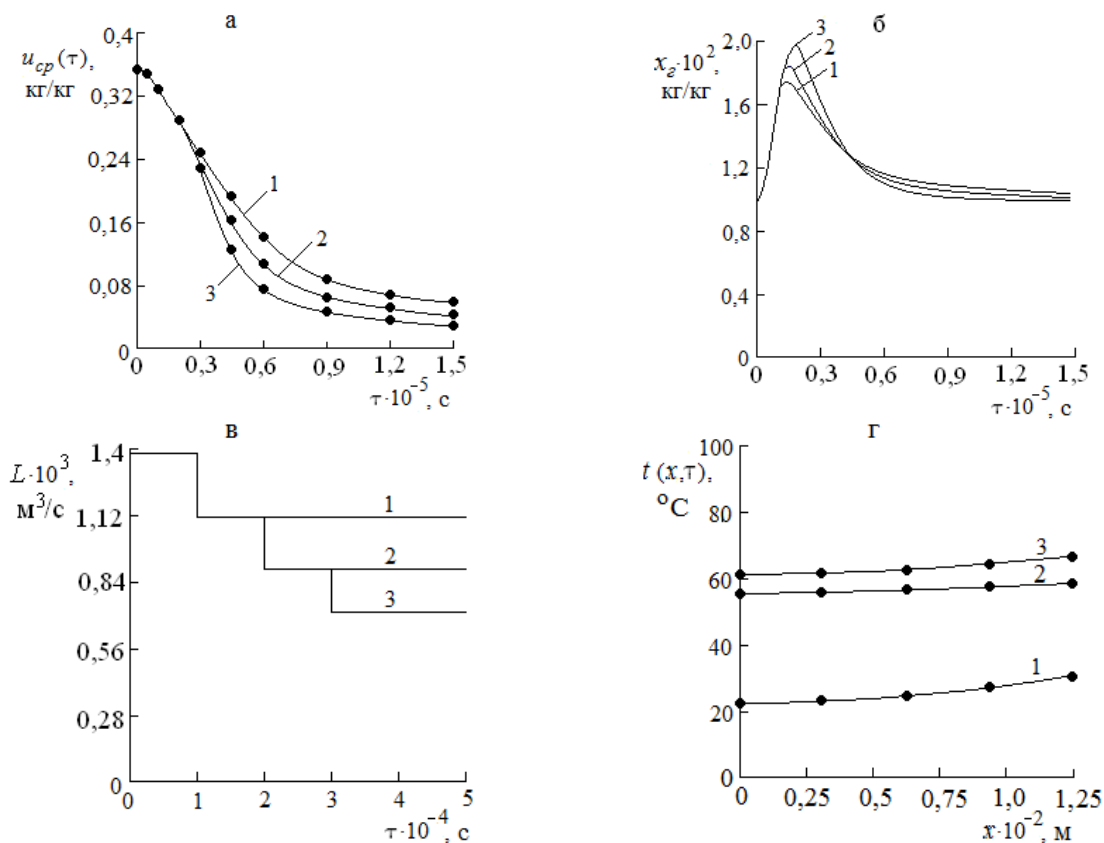 а
0,4
u_ср(τ),
кг/кг
0,32
0,24
0,16
0,08
0
1
2
3
0 0,3 0,6 0,9 1,2 1,5
τ·10⁻⁵, с
б
2,0
x_г·10²,
кг/кг
1,6
1,2
0,8
0,4
0
3
2
1
0 0,3 0,6 0,9 1,2 1,5
τ·10⁻⁵, с
в
1,4
L·10³,
м³/с
1,12
0,84
0,56
0,28
0
1
2
3
0 1 2 3 4 5
τ·10⁻⁴, с
г
100
t (x,τ),
°С
80
60
40
20
0
3
2
1
0 0,25 0,5 0,75 1,0 1,25
x·10⁻², м